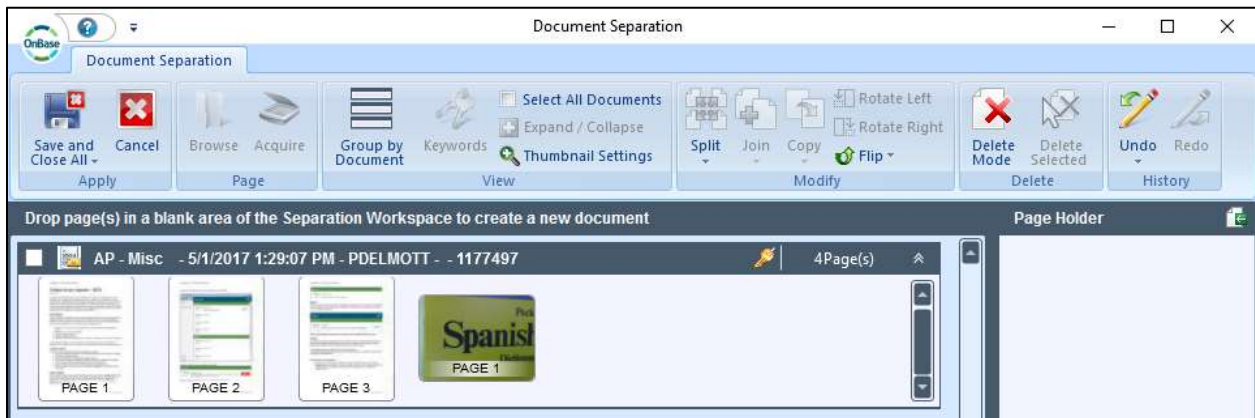 Document Separation
OnBase
Document Separation
Save and
Close All
Cancel
Apply
Browse
Acquire
Page
Group by
Document
Keywords
Select All Documents
Expand / Collapse
Thumbnail Settings
View
Split
Join
Copy
Rotate Left
Rotate Right
Flip
Modify
Delete
Mode
Delete
Selected
Delete
Undo
Redo
History
Drop page(s) in a blank area of the Separation Workspace to create a new document
Page Holder
AP - Misc - 5/1/2017 1:29:07 PM - PDELMOTT - - 1177497
4Page(s)
PAGE 1
PAGE 2
PAGE 3
Spanish
PAGE 1